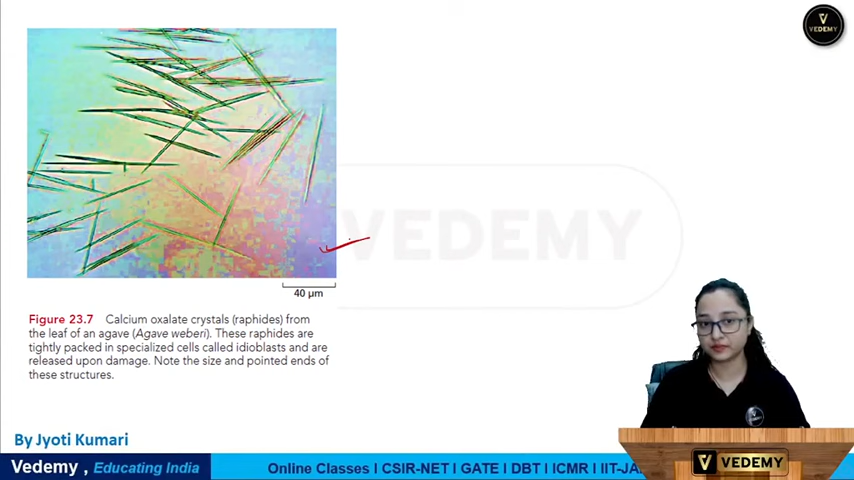 VEDEMY
VEDEMY
40 µm
Figure 23.7 Calcium oxalate crystals (raphides) from
the leaf of an agave (Agave weberi). These raphides are
tightly packed in specialized cells called idioblasts and are
released upon damage. Note the size and pointed ends of
these structures.
By Jyoti Kumari
Vedemy , Educating India
Online Classes I CSIR-NET I GATE I DBT I ICMR I IIT-JA
VEDEMY